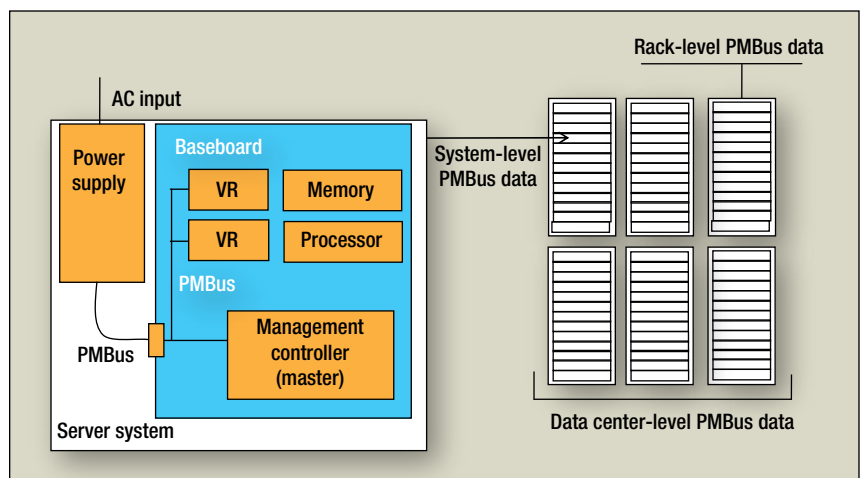 Rack-level PMBus data
AC input
Power
supply
Baseboard
VR
Memory
VR
Processor
PMBus
Management
controller
(master)
PMBus
Server system
System-level
PMBus data
Data center-level PMBus data